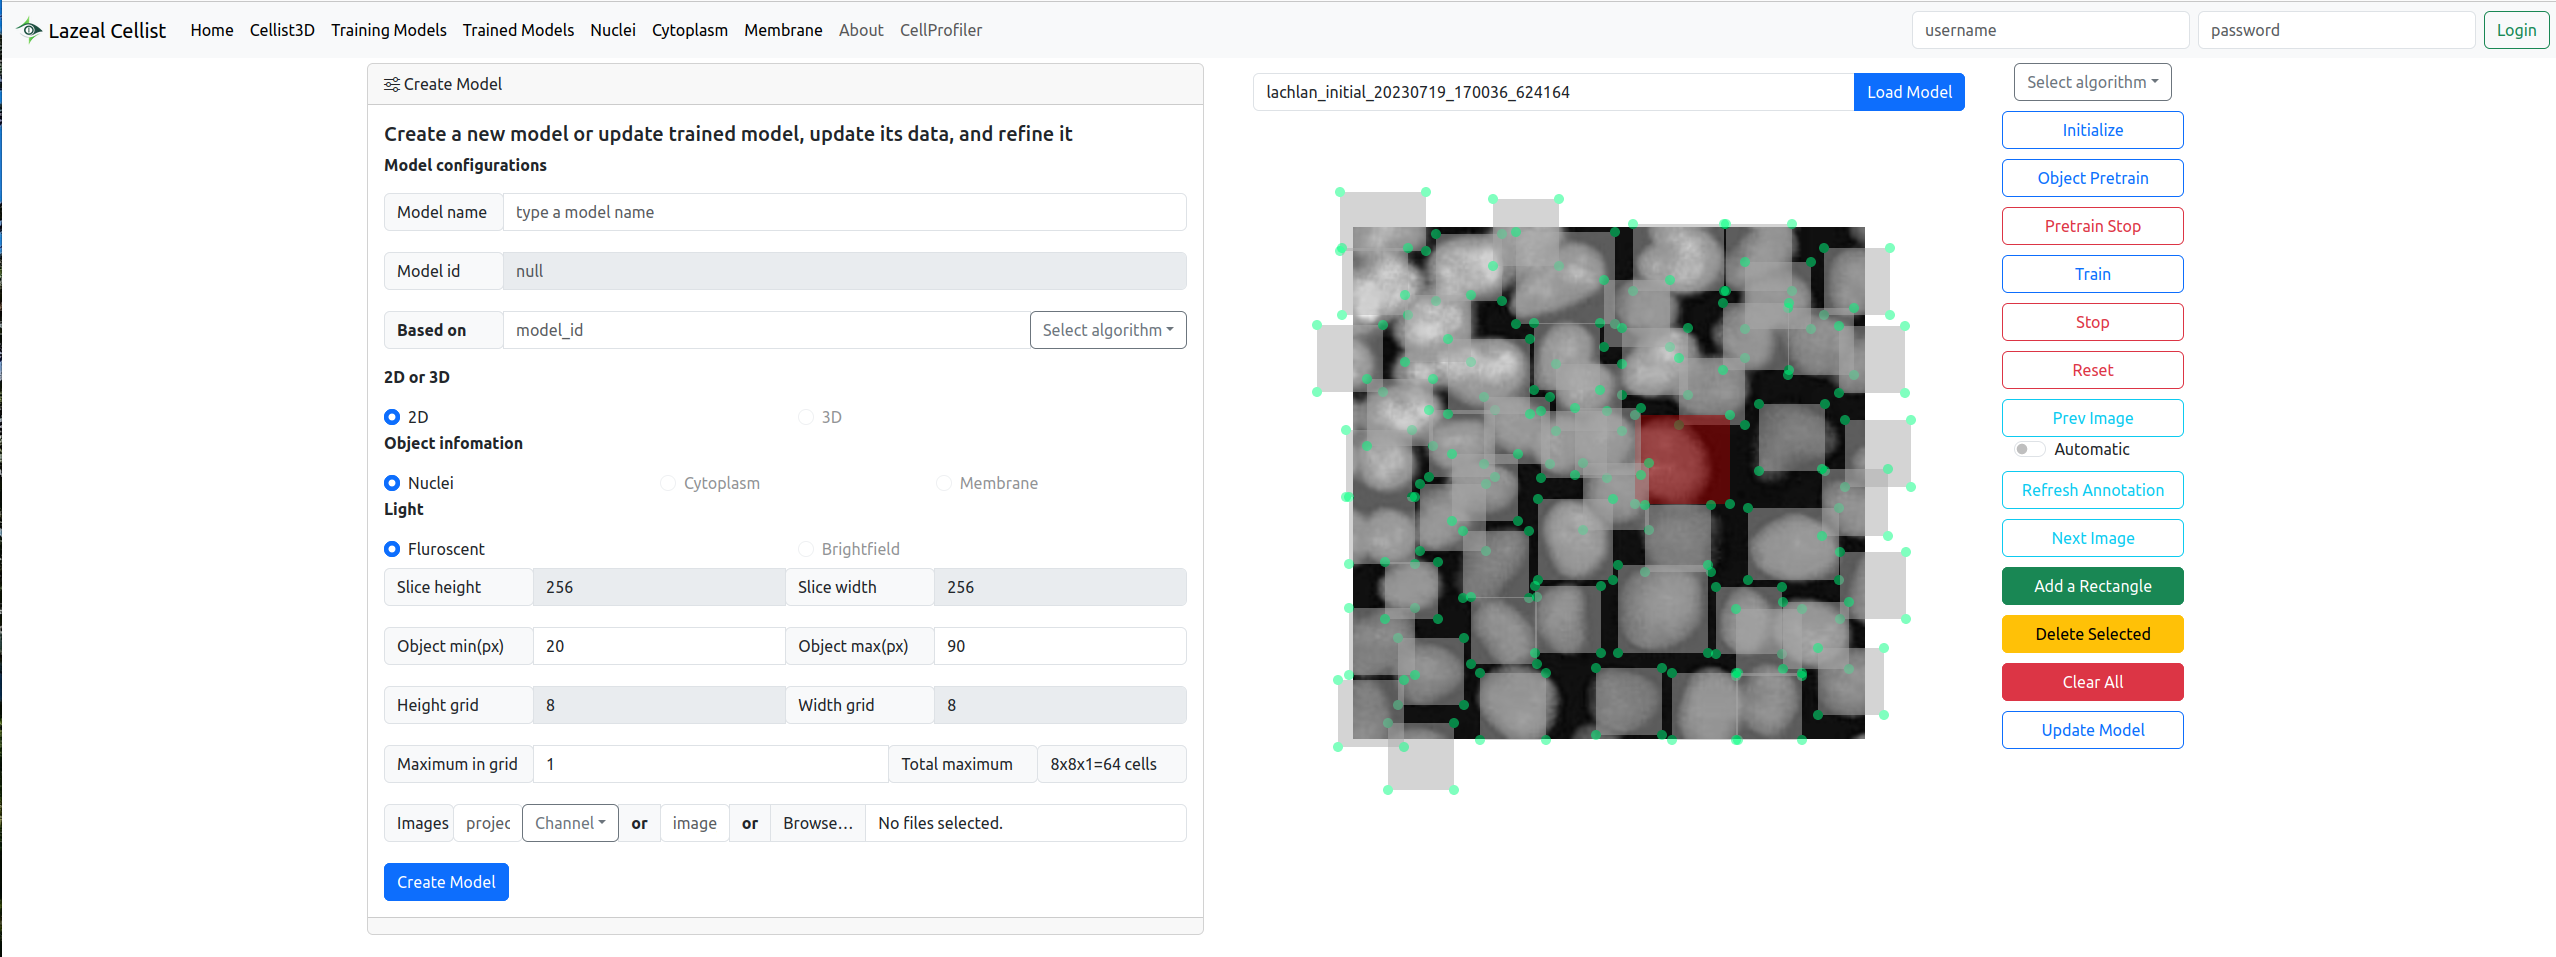 Lazeal Cellist Home Cellist3D Training Models Trained Models Nuclei Cytoplasm Membrane About CellProfiler username password Login
Create Model
Create a new model or update trained model, update its data, and refine it
Model configurations
Model name type a model name
Model id null
Based on model_id Select algorithm
2D or 3D
2D 3D
Object infomation
Nuclei Cytoplasm Membrane
Light
Fluroscent Brightfield
Slice height 256 Slice width 256
Object min(px) 20 Object max(px) 90
Height grid 8 Width grid 8
Maximum in grid 1 Total maximum 8x8x1=64 cells
Images projec Channel or image or Browse... No files selected.
Create Model
lachlan_initial_20230719_170036_624164 Load Model
Select algorithm
Initialize
Object Pretrain
Pretrain Stop
Train
Stop
Reset
Prev Image
Automatic
Refresh Annotation
Next Image
Add a Rectangle
Delete Selected
Clear All
Update Model